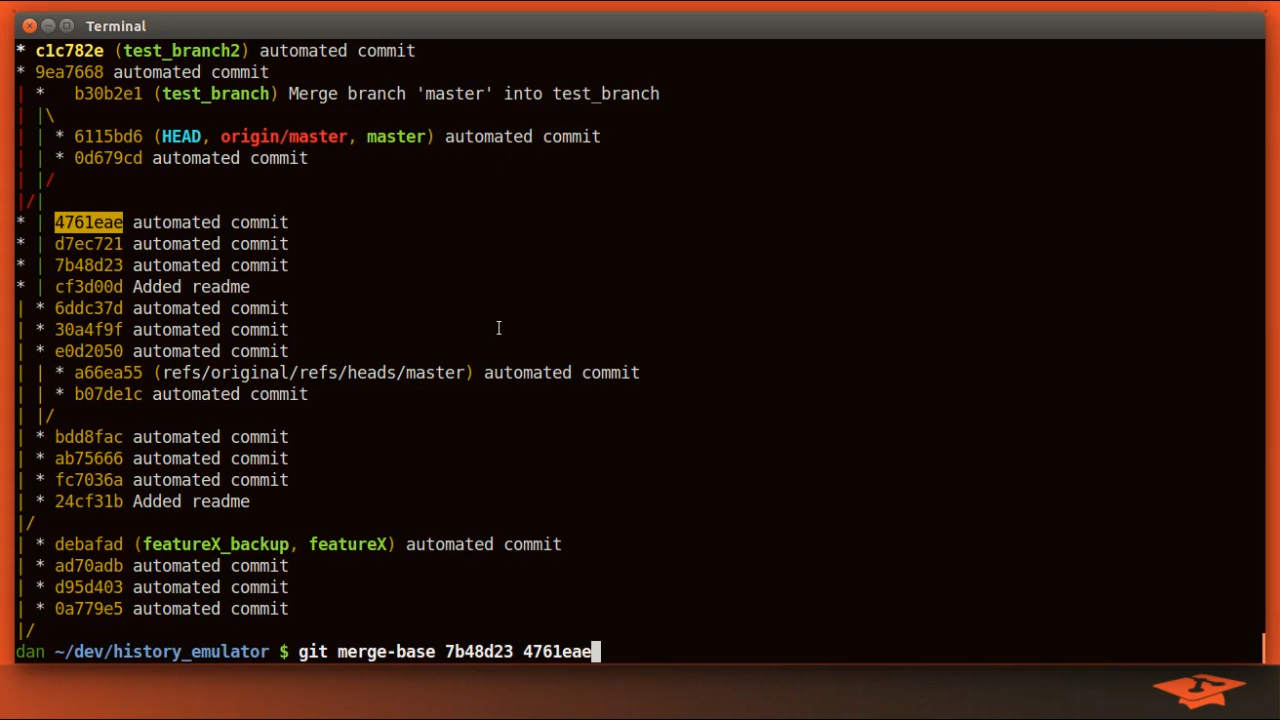 Terminal
* c1c782e (test_branch2) automated commit
* 9ea7668 automated commit
| *   b30b2e1 (test_branch) Merge branch 'master' into test_branch
| |\
| | * 6115bd6 (HEAD, origin/master, master) automated commit
| | * 0d679cd automated commit
| |/
|/|
* | 4761eae automated commit
* | d7ec721 automated commit
* | 7b48d23 automated commit
* | cf3d00d Added readme
| * 6ddc37d automated commit
| * 30a4f9f automated commit
| * e0d2050 automated commit
| | * a66ea55 (refs/original/refs/heads/master) automated commit
| | * b07de1c automated commit
| |/
| * bdd8fac automated commit
| * ab75666 automated commit
| * fc7036a automated commit
| * 24cf31b Added readme
|/
| * debafad (featureX_backup, featureX) automated commit
| * ad70adb automated commit
| * d95d403 automated commit
| * 0a779e5 automated commit
|/
dan ~/dev/history_emulator $ git merge-base 7b48d23 4761eae